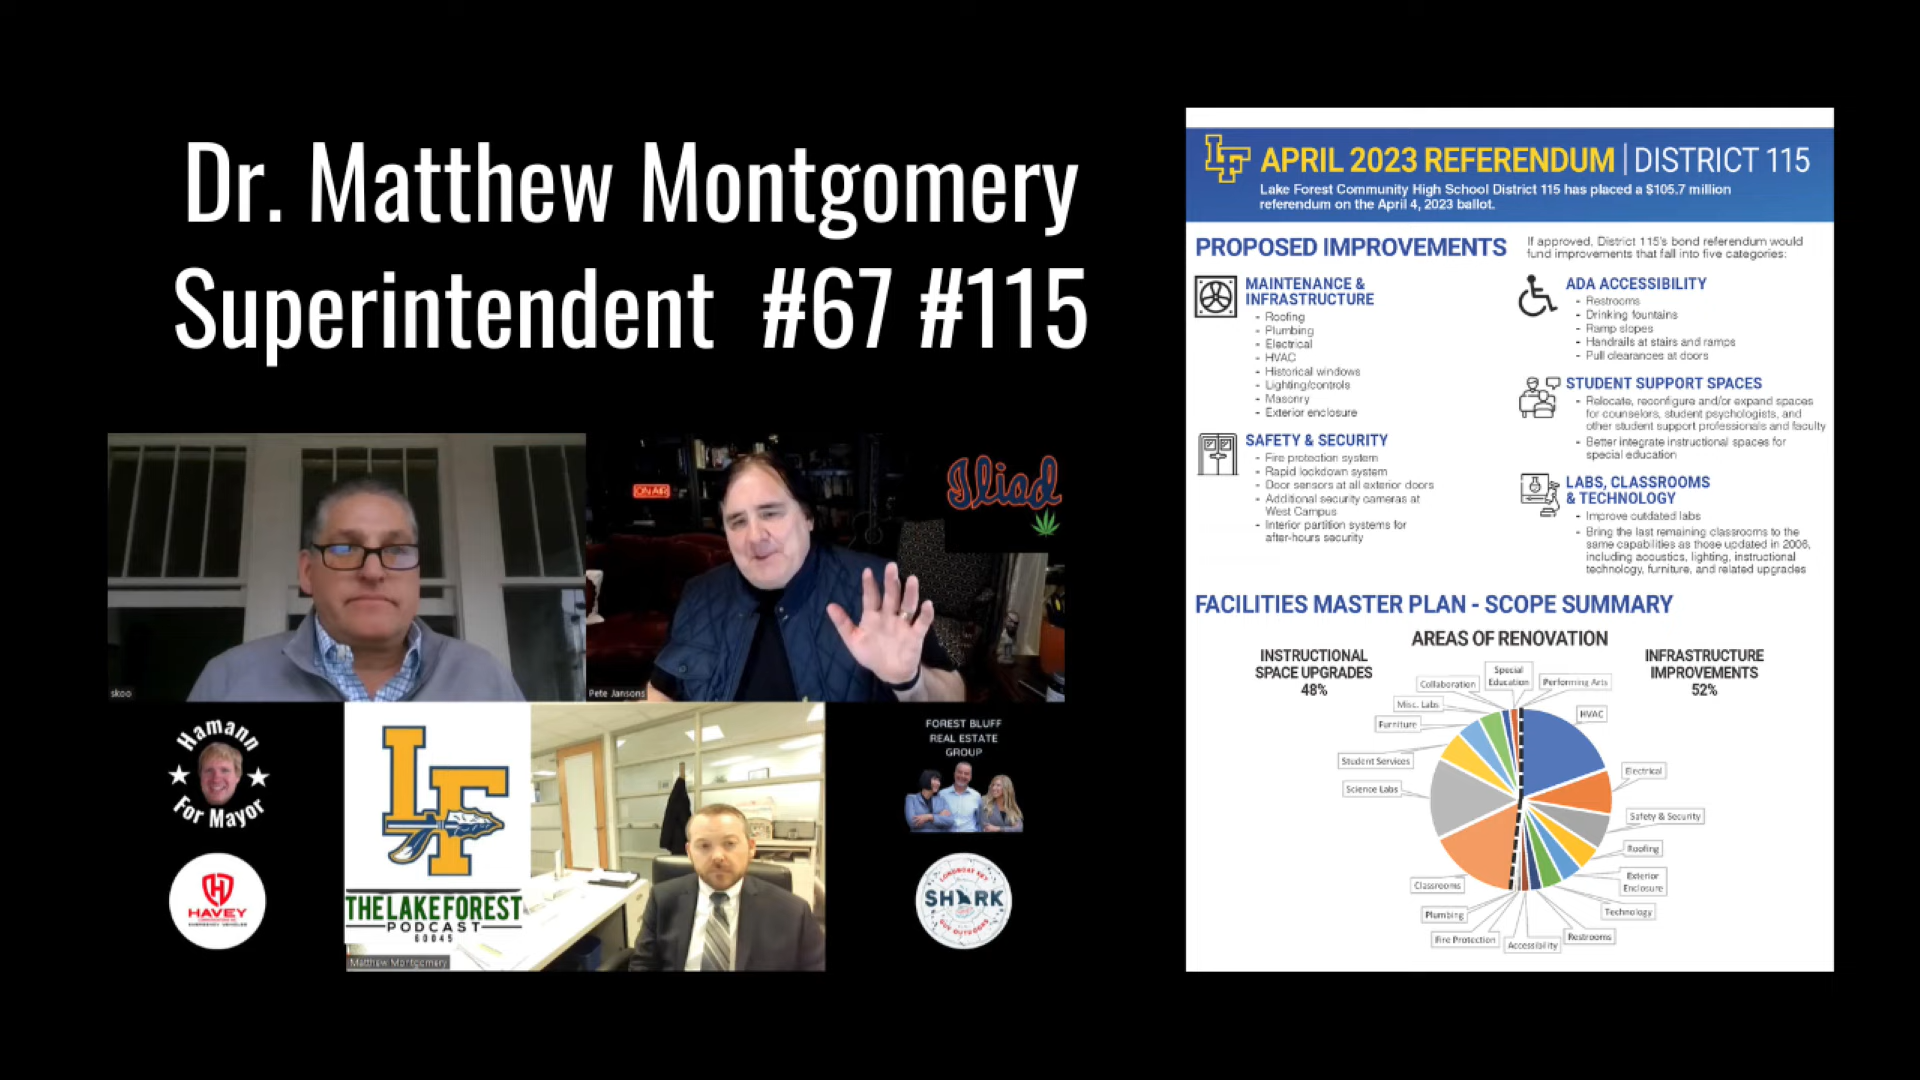 Dr. Matthew Montgomery
Superintendent #67 #115
skoo
ON AIR
Iliad
Pete Jansons
Hamann
For Mayor
HAVEY
EMERGENCY VEHICLES
LF
THE LAKE FOREST
PODCAST
60045
Matthew Montgomery
FOREST BLUFF
REAL ESTATE
GROUP
LONGBOAT KEY
SHARK
GUY OUTDOORS
LF APRIL 2023 REFERENDUM | DISTRICT 115
Lake Forest Community High School District 115 has placed a $105.7 million
referendum on the April 4, 2023 ballot.
PROPOSED IMPROVEMENTS
If approved, District 115's bond referendum would
fund improvements that fall into five categories:
MAINTENANCE &
INFRASTRUCTURE
- Roofing
- Plumbing
- Electrical
- HVAC
- Historical windows
- Lighting/controls
- Masonry
- Exterior enclosure
SAFETY & SECURITY
- Fire protection system
- Rapid lockdown system
- Door sensors at all exterior doors
- Additional security cameras at
West Campus
- Interior partition systems for
after-hours security
ADA ACCESSIBILITY
- Restrooms
- Drinking fountains
- Ramp slopes
- Handrails at stairs and ramps
- Pull clearances at doors
STUDENT SUPPORT SPACES
- Relocate, reconfigure and/or expand spaces
for counselors, student psychologists, and
other student support professionals and faculty
- Better integrate instructional spaces for
special education
LABS, CLASSROOMS
& TECHNOLOGY
- Improve outdated labs
- Bring the last remaining classrooms to the
same capabilities as those updated in 2006,
including acoustics, lighting, instructional
technology, furniture, and related upgrades
FACILITIES MASTER PLAN - SCOPE SUMMARY
AREAS OF RENOVATION
INSTRUCTIONAL
SPACE UPGRADES
48%
INFRASTRUCTURE
IMPROVEMENTS
52%
Special
Education
Performing Arts
Collaboration
Misc. Labs
Furniture
Student Services
Science Labs
Classrooms
HVAC
Electrical
Safety & Security
Roofing
Exterior
Enclosure
Technology
Restrooms
Accessibility
Fire Protection
Plumbing